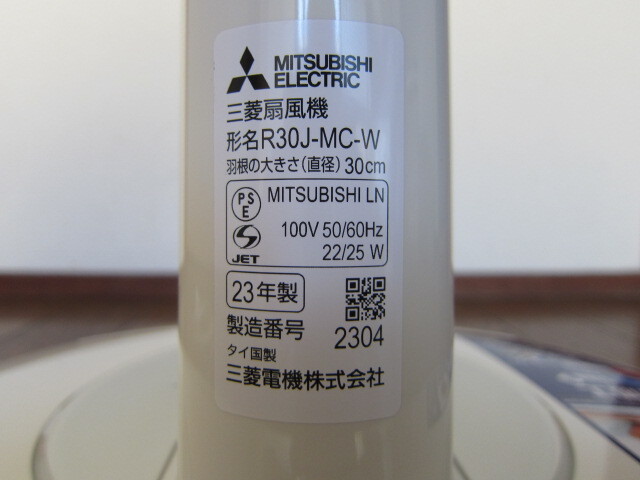 MITSUBISHI
ELECTRIC
三菱扇風機
形名R30J-MC-W
羽根の大きさ(直径) 30cm
PS
E
MITSUBISHI LN
100V 50/60Hz
JET
22/25 W
23年製
製造番号 2304
タイ国製
三菱電機株式会社